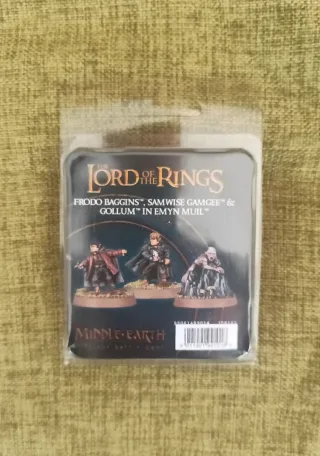 THE
LORD OF THE RINGS
FRODO BAGGINS™, SAMWISE GAMGEE™ &
GOLLUM™ IN EMYN MUIL™
MIDDLE-EARTH